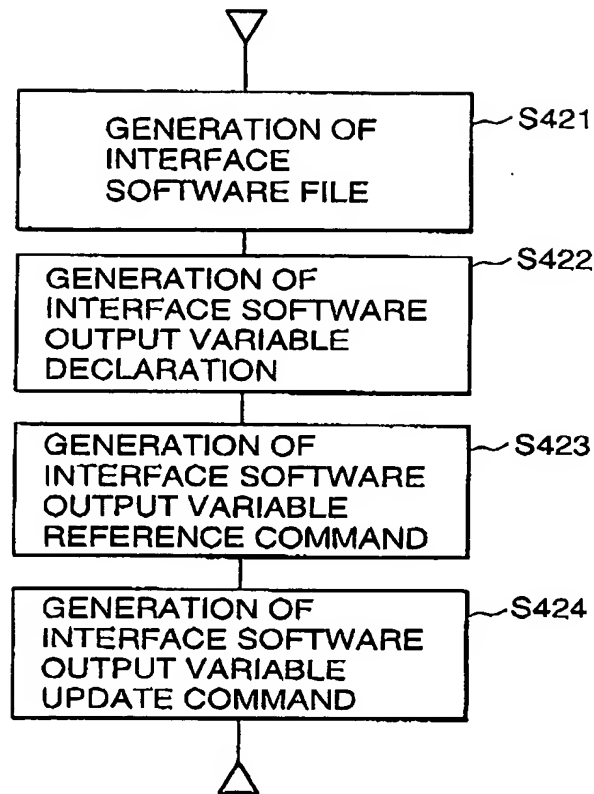 GENERATION OF
INTERFACE
SOFTWARE FILE
S421
GENERATION OF
INTERFACE SOFTWARE
OUTPUT VARIABLE
DECLARATION
S422
GENERATION OF
INTERFACE SOFTWARE
OUTPUT VARIABLE
REFERENCE COMMAND
S423
GENERATION OF
INTERFACE SOFTWARE
OUTPUT VARIABLE
UPDATE COMMAND
S424